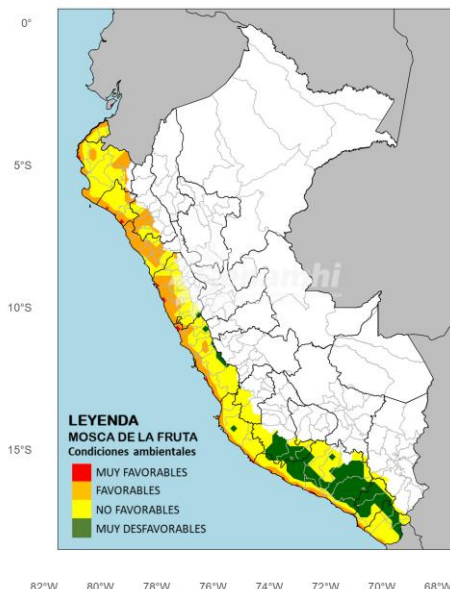 0°
5°S
10°S
15°S
LEYENDA
MOSCA DE LA FRUTA
Condiciones ambientales
MUY FAVORABLES
FAVORABLES
NO FAVORABLES
MUY DESFAVORABLES
82°W 80°W 78°W 76°W 74°W 72°W 70°W 68°W